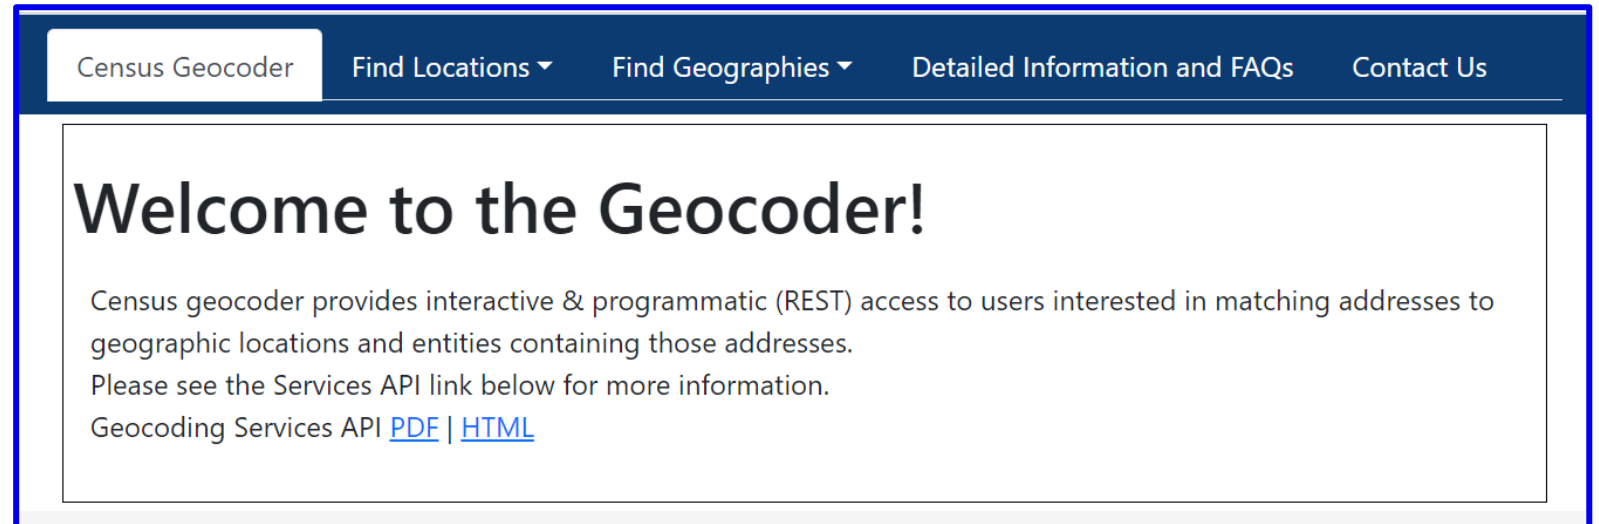 Census Geocoder Find Locations Find Geographies Detailed Information and FAQs Contact Us
Welcome to the Geocoder!
Census geocoder provides interactive & programmatic (REST) access to users interested in matching addresses to
geographic locations and entities containing those addresses.
Please see the Services API link below for more information.
Geocoding Services API PDF | HTML